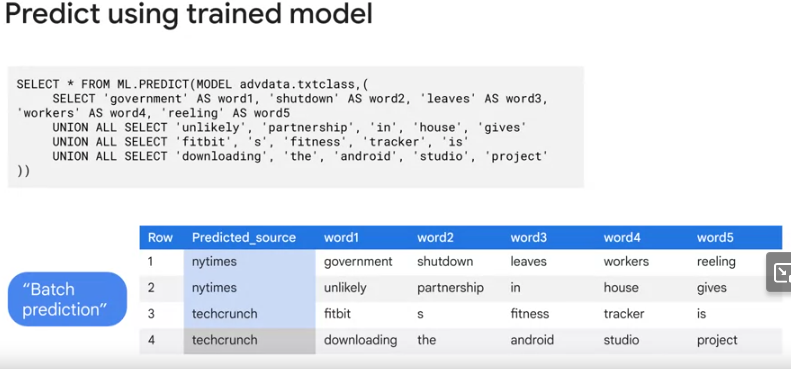 Predict using trained model
SELECT * FROM ML.PREDICT(MODEL advdata.txtclass,(
SELECT 'government' AS word1, 'shutdown' AS word2, 'leaves' AS word3,
'workers' AS word4, 'reeling' AS word5
UNION ALL SELECT 'unlikely', 'partnership', 'in', 'house', 'gives'
UNION ALL SELECT 'fitbit', 's', 'fitness', 'tracker', 'is'
UNION ALL SELECT 'downloading', 'the', 'android', 'studio', 'project'
))
Row Predicted_source word1 word2 word3 word4 word5
1 nytimes government shutdown leaves workers reeling
2 nytimes unlikely partnership in house gives
3 techcrunch fitbit s fitness tracker is
4 techcrunch downloading the android studio project
“Batch
prediction”